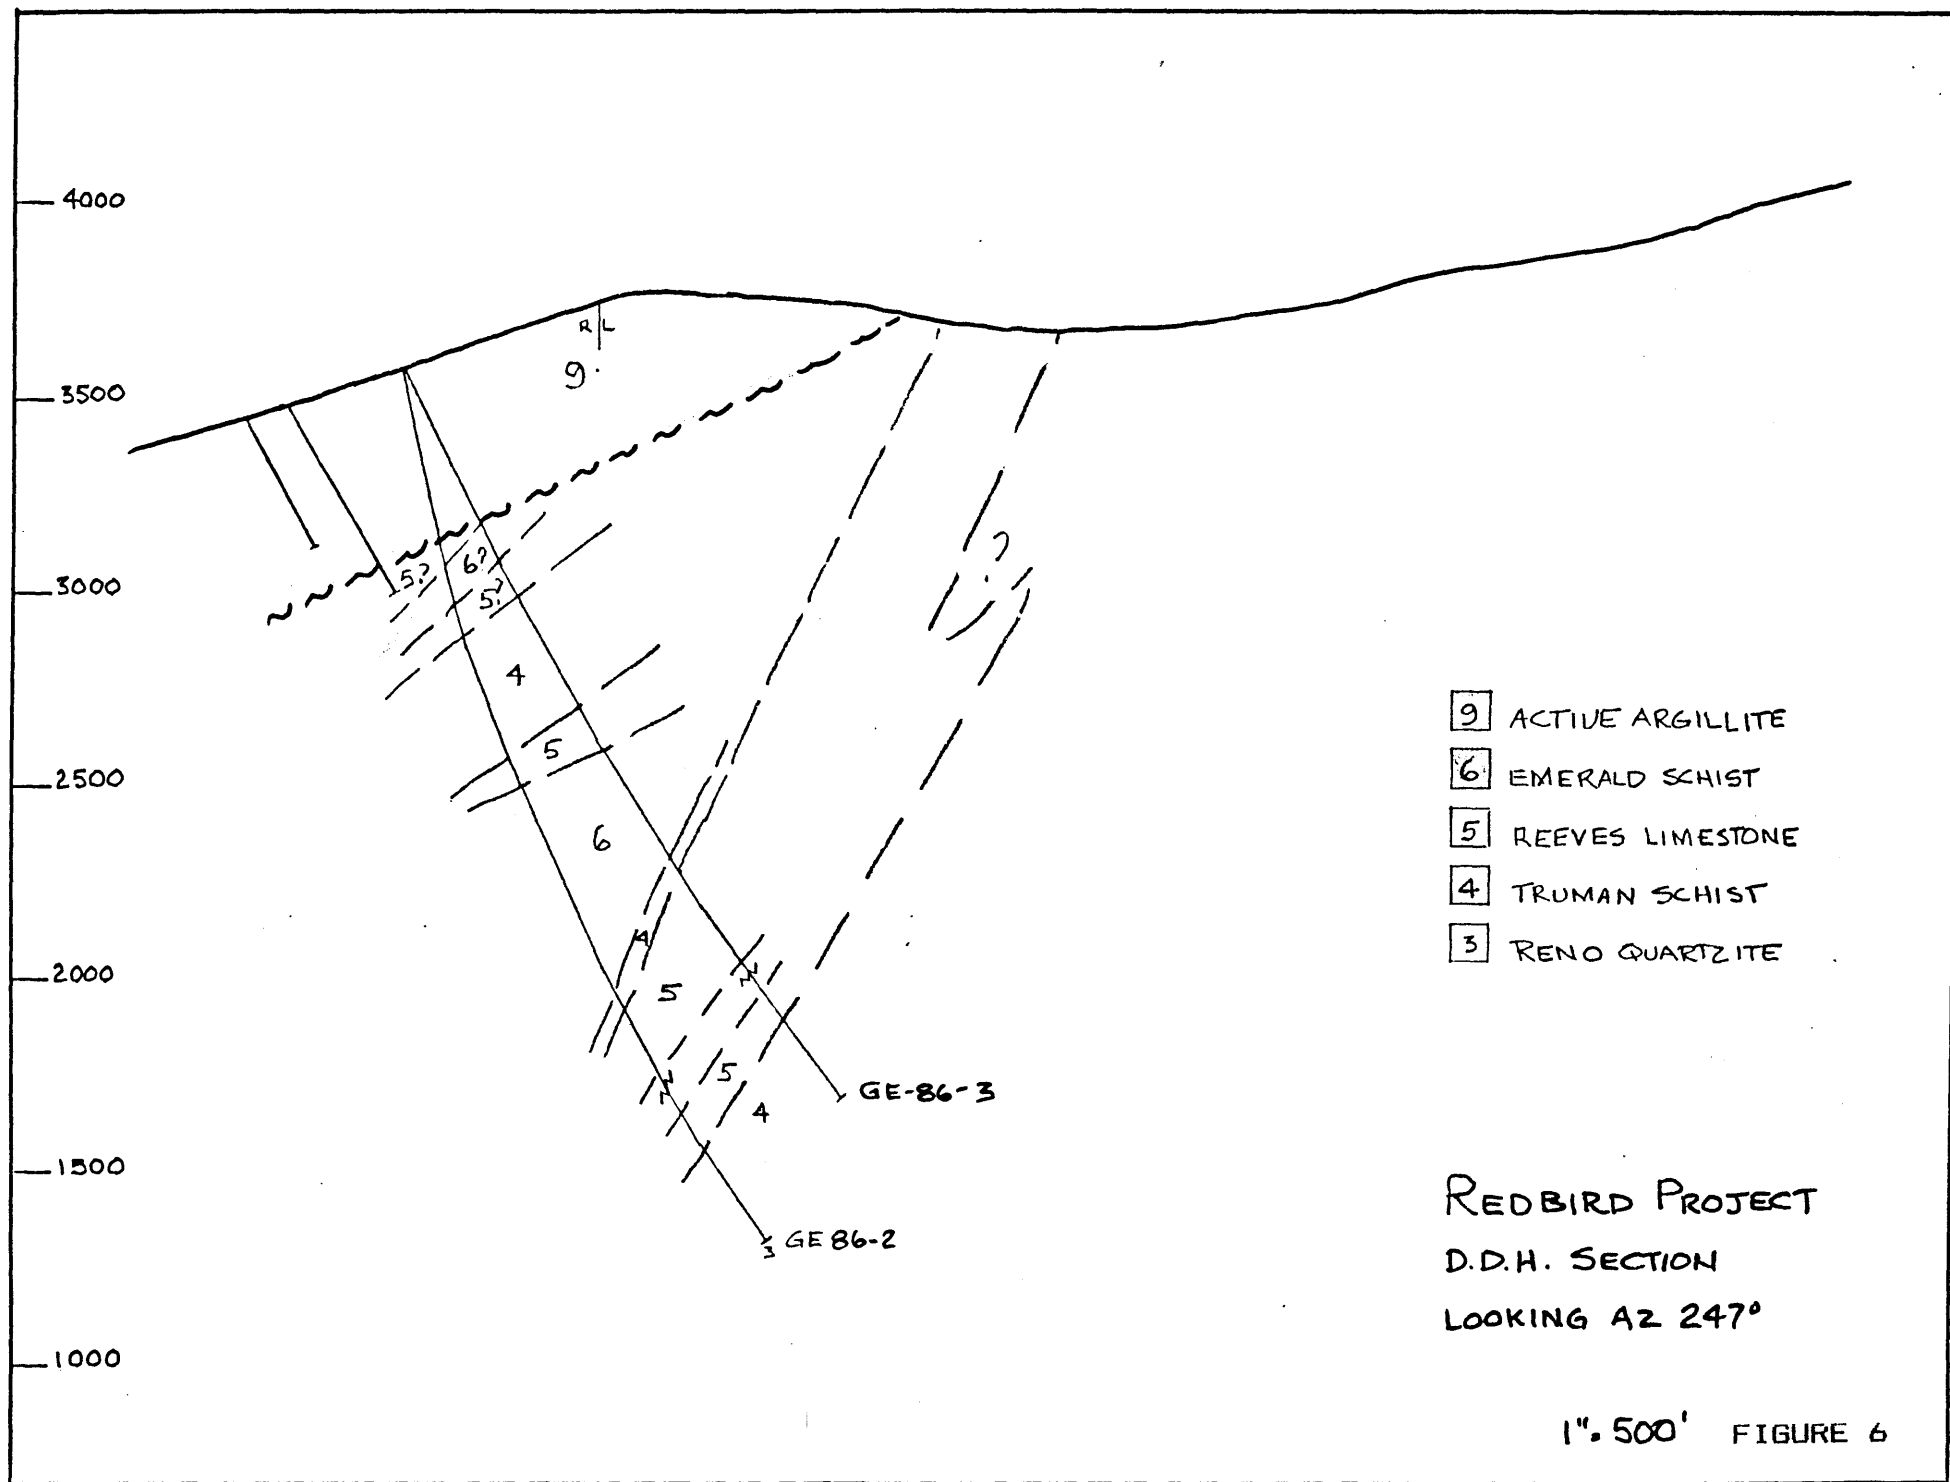 4000
3500
3000
2500
2000
1500
1000
R L
9
5?
6?
5?
4
5
6
4
5
5
4
?
GE-86-3
3 GE 86-2
9 ACTIVE ARGILLITE
6 EMERALD SCHIST
5 REEVES LIMESTONE
4 TRUMAN SCHIST
3 RENO QUARTZITE
REDBIRD PROJECT
D.D.H. SECTION
LOOKING AZ 247°
1"= 500' FIGURE 6